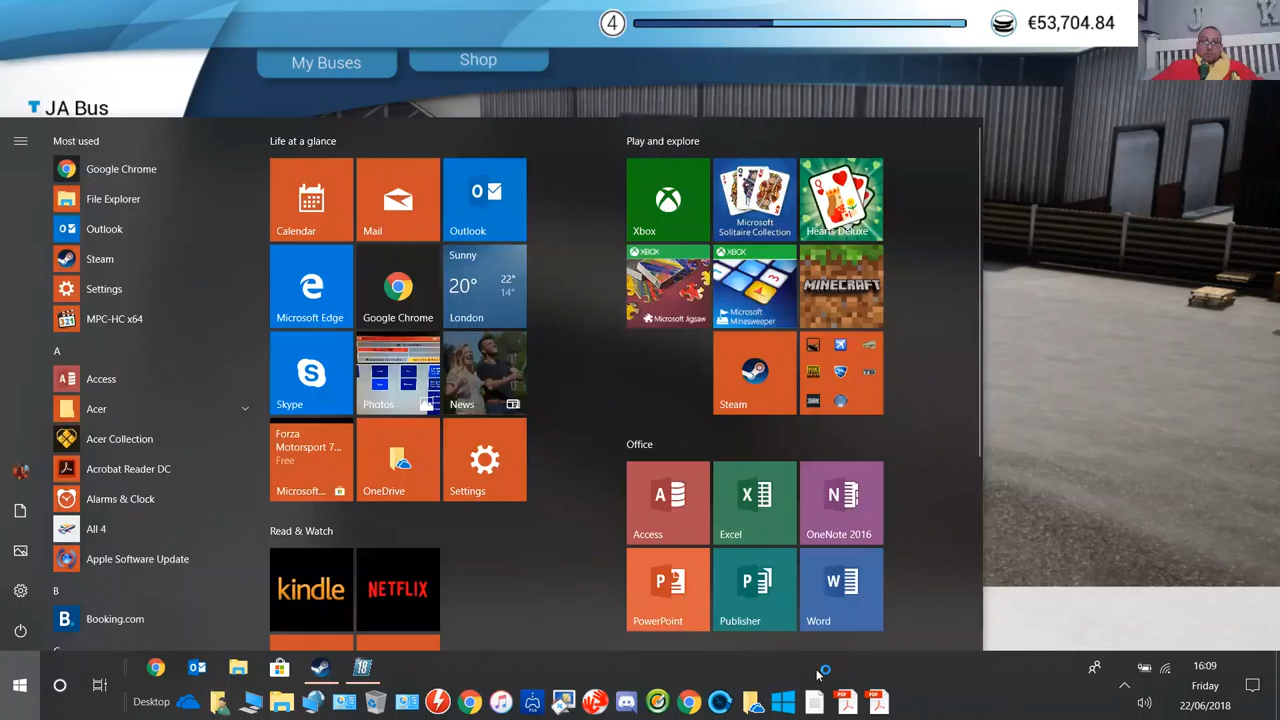 4
€53,704.84
My Buses
Shop
JA Bus
Most used
Google Chrome
File Explorer
Outlook
Steam
Settings
MPC-HC x64
A
Access
Acer
Acer Collection
Acrobat Reader DC
Alarms & Clock
All 4
Apple Software Update
B
Booking.com
Life at a glance
Calendar
Mail
Outlook
Microsoft Edge
Google Chrome
Sunny
20°
22°
14°
London
Skype
Photos
News
Forza
Motorsport 7...
Free
Microsoft...
OneDrive
Settings
Read & Watch
kindle
NETFLIX
Play and explore
Xbox
Microsoft
Solitaire Collection
Hearts Deluxe
XBOX
Microsoft Jigsaw
XBOX
Microsoft
Minesweeper
MINECRAFT
Steam
Office
Access
Excel
OneNote 2016
PowerPoint
Publisher
Word
18
Desktop
16:09
Friday
22/06/2018